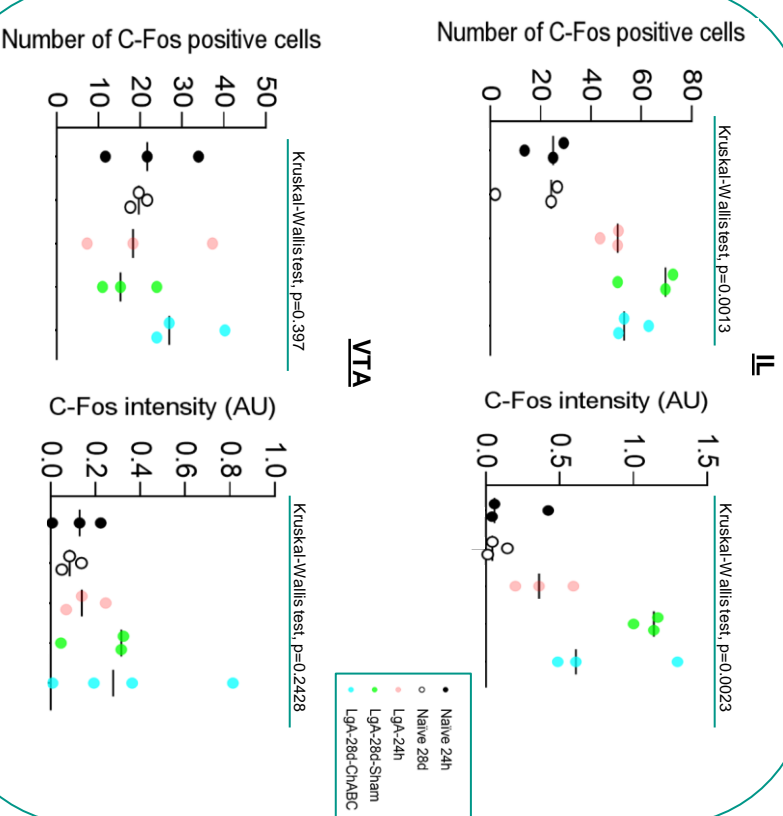 IL
Kruskal-Wallis test, p=0.0013
Number of C-Fos positive cells
0 20 40 60 80
Kruskal-Wallis test, p=0.0023
C-Fos intensity (AU)
0.0 0.5 1.0 1.5
VTA
Kruskal-Wallis test, p=0.397
Number of C-Fos positive cells
0 10 20 30 40 50
Kruskal-Wallis test, p=0.2428
C-Fos intensity (AU)
0.0 0.2 0.4 0.6 0.8 1.0
Naïve 24h
Naïve 28d
LgA-24h
LgA-28d-Sham
LgA-28d-ChABC